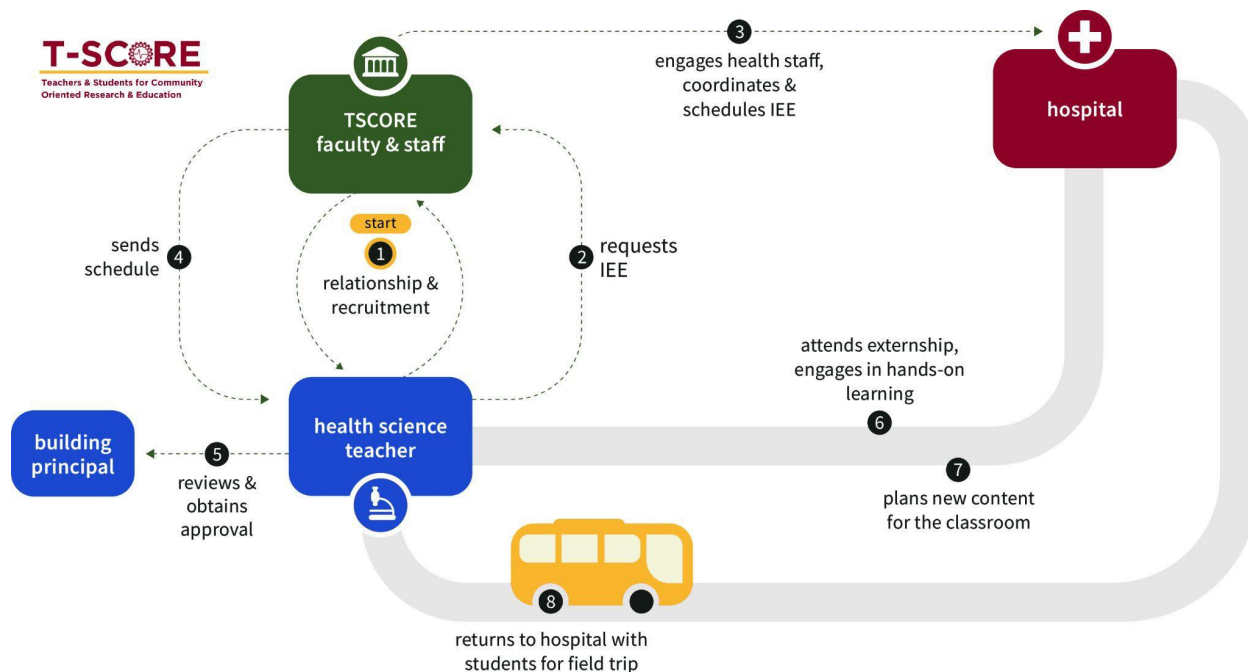 T-SCORE
Teachers & Students for Community
Oriented Research & Education
TSCORE
faculty & staff
hospital
3
engages health staff,
coordinates &
schedules IEE
start
1
relationship &
recruitment
2
requests
IEE
sends
schedule
4
health science
teacher
building
principal
5
reviews &
obtains
approval
attends externship,
engages in hands-on
learning
6
7
plans new content
for the classroom
8
returns to hospital with
students for field trip